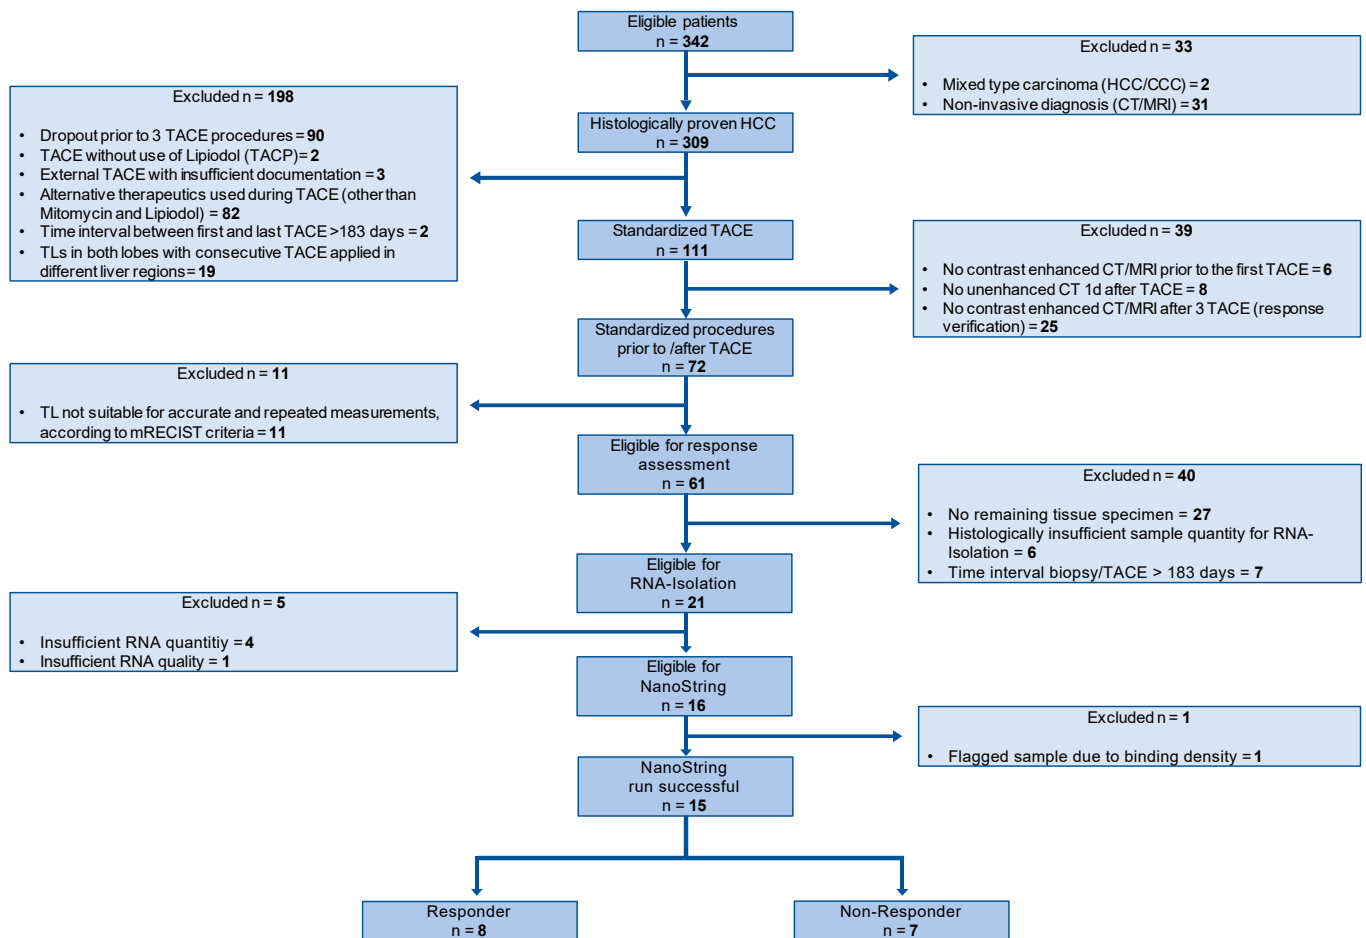 Eligible patients
n = 342
Excluded n = 33
• Mixed type carcinoma (HCC/CCC) = 2
• Non-invasive diagnosis (CT/MRI) = 31
Excluded n = 198
• Dropout prior to 3 TACE procedures = 90
• TACE without use of Lipiodol (TACP) = 2
• External TACE with insufficient documentation = 3
• Alternative therapeutics used during TACE (other
than Mitomycin and Lipiodol) = 82
• Time interval between first and last TACE >183 days = 2
• TLs in both lobes with consecutive TACE applied in
different liver regions = 19
Histologically proven HCC
n = 309
Standardized TACE
n = 111
Excluded n = 39
• No contrast enhanced CT/MRI prior to the first TACE = 6
• No unenhanced CT 1d after TACE = 8
• No contrast enhanced CT/MRI after 3 TACE (response
verification) = 25
Standardized procedures
prior to /after TACE
n = 72
Excluded n = 11
• TL not suitable for accurate and repeated measurements,
according to mRECIST criteria = 11
Eligible for response
assessment
n = 61
Excluded n = 40
• No remaining tissue specimen = 27
• Histologically insufficient sample quantity for RNA-
Isolation = 6
• Time interval biopsy/TACE > 183 days = 7
Eligible for
RNA-Isolation
n = 21
Excluded n = 5
• Insufficient RNA quantitiy = 4
• Insufficient RNA quality = 1
Eligible for
NanoString
n = 16
Excluded n = 1
• Flagged sample due to binding density = 1
NanoString
run successful
n = 15
Responder
n = 8
Non-Responder
n = 7